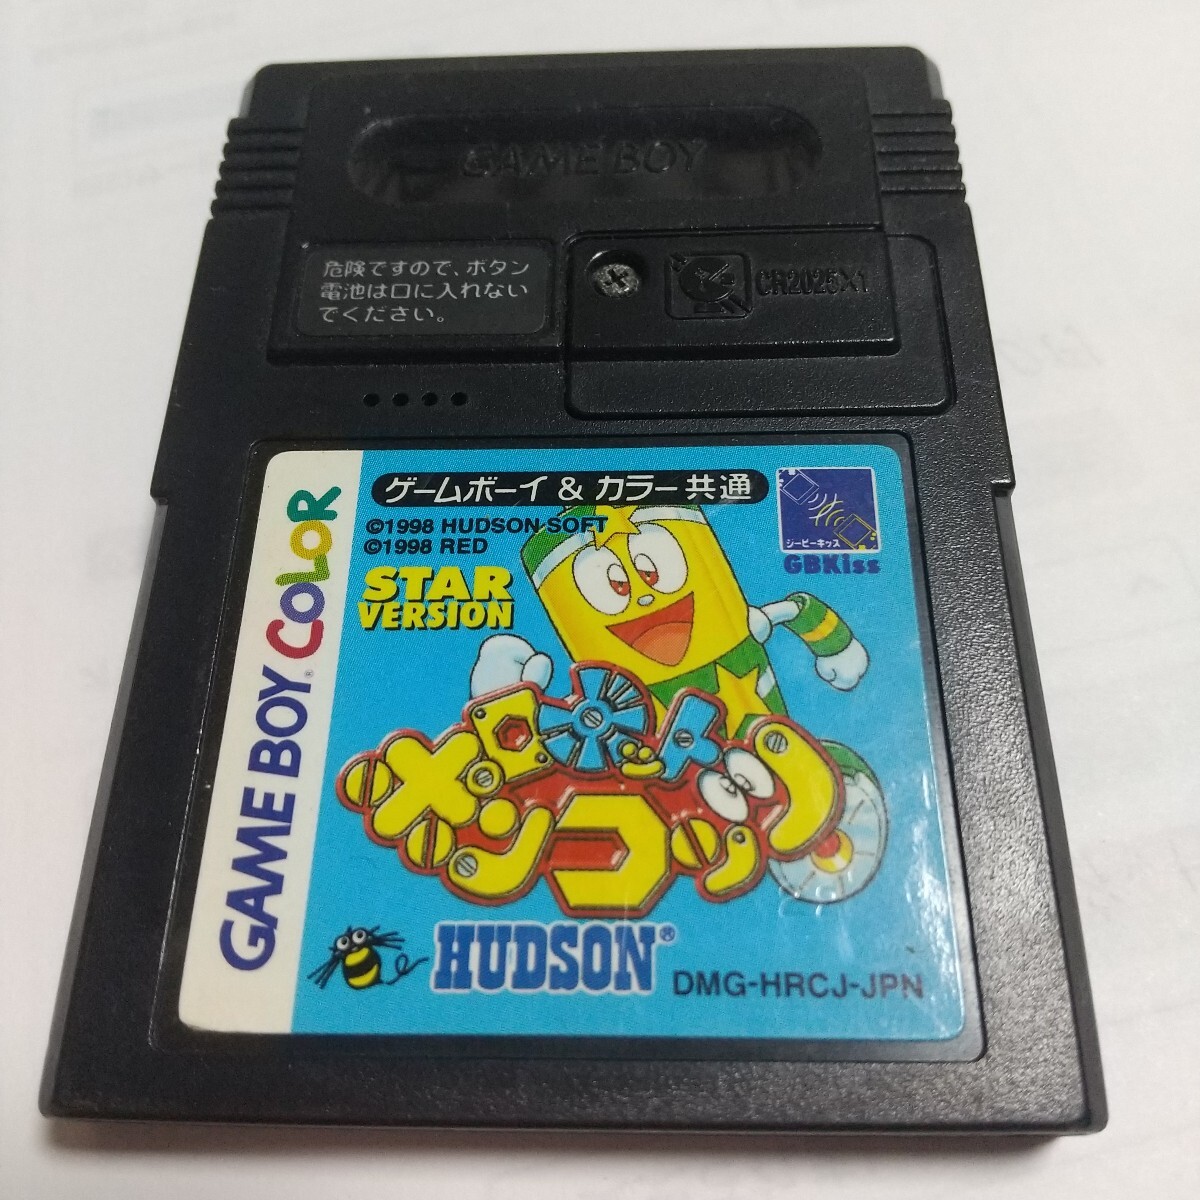 GAME BOY
危険ですので、ボタン
電池は口に入れない
でください。
CR2025X1
ゲームボーイ & カラー共通
©1998 HUDSON SOFT
©1998 RED
STAR
VERSION
ジービーキッス
GBKiss
GAME BOY® COLOR
ロボット
メン コリン
HUDSON®
DMG-HRCJ-JPN